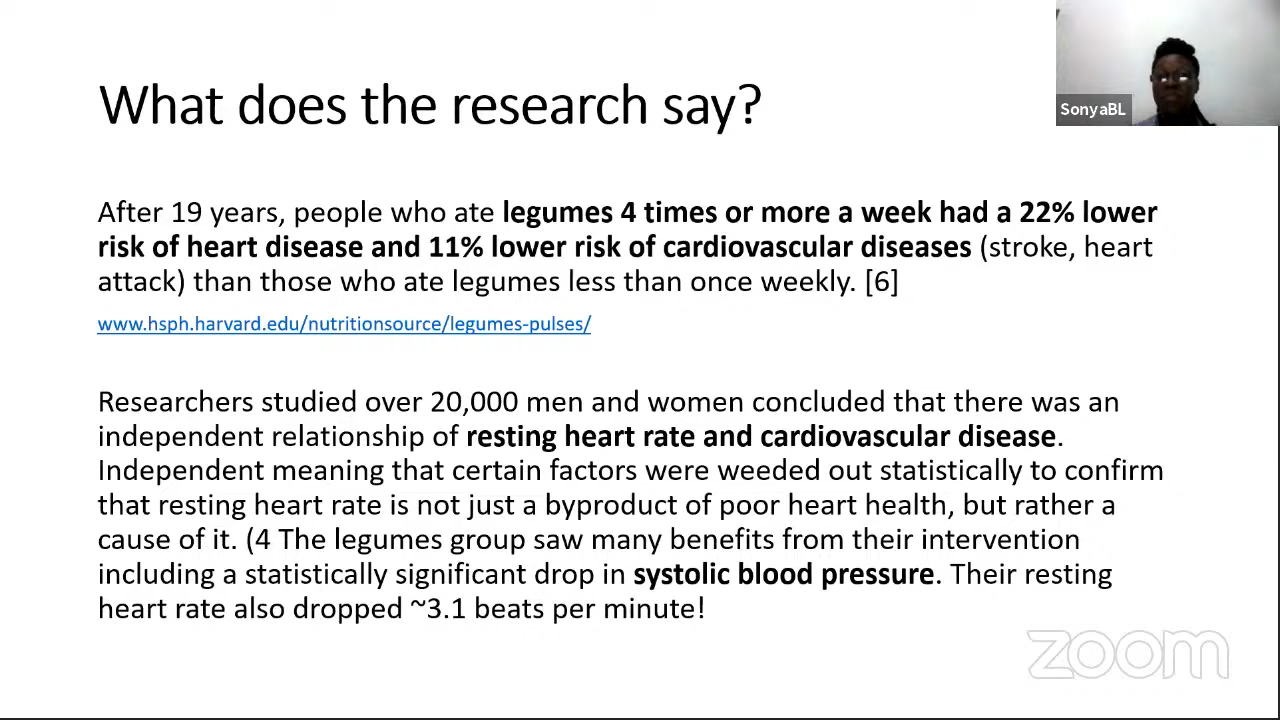 What does the research say?
SonyaBL
After 19 years, people who ate legumes 4 times or more a week had a 22% lower
risk of heart disease and 11% lower risk of cardiovascular diseases (stroke, heart
attack) than those who ate legumes less than once weekly. [6]
www.hsph.harvard.edu/nutritionsource/legumes-pulses/
Researchers studied over 20,000 men and women concluded that there was an
independent relationship of resting heart rate and cardiovascular disease.
Independent meaning that certain factors were weeded out statistically to confirm
that resting heart rate is not just a byproduct of poor heart health, but rather a
cause of it. (4 The legumes group saw many benefits from their intervention
including a statistically significant drop in systolic blood pressure. Their resting
heart rate also dropped ~3.1 beats per minute!
zoom